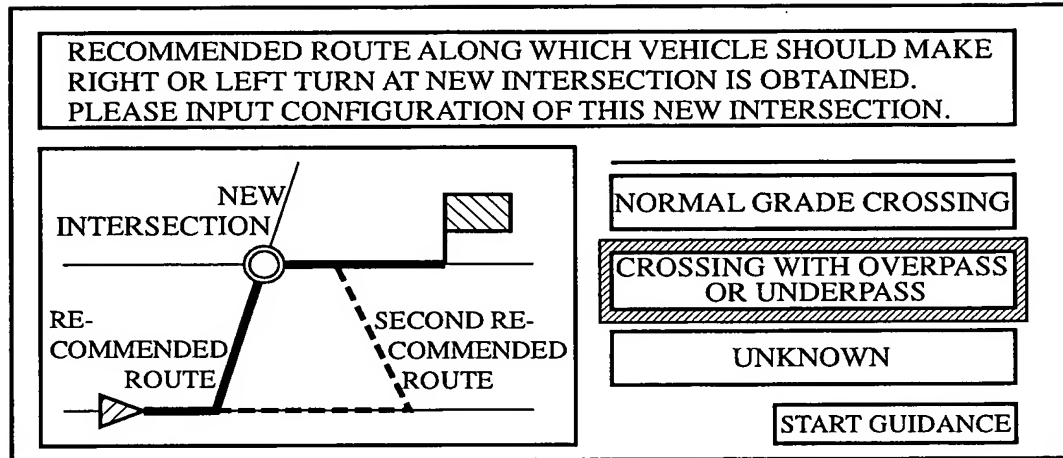 RECOMMENDED ROUTE ALONG WHICH VEHICLE SHOULD MAKE
RIGHT OR LEFT TURN AT NEW INTERSECTION IS OBTAINED.
PLEASE INPUT CONFIGURATION OF THIS NEW INTERSECTION.
NEW
INTERSECTION
RE-
COMMENDED
ROUTE
SECOND RE-
COMMENDED
ROUTE
NORMAL GRADE CROSSING
CROSSING WITH OVERPASS
OR UNDERPASS
UNKNOWN
START GUIDANCE